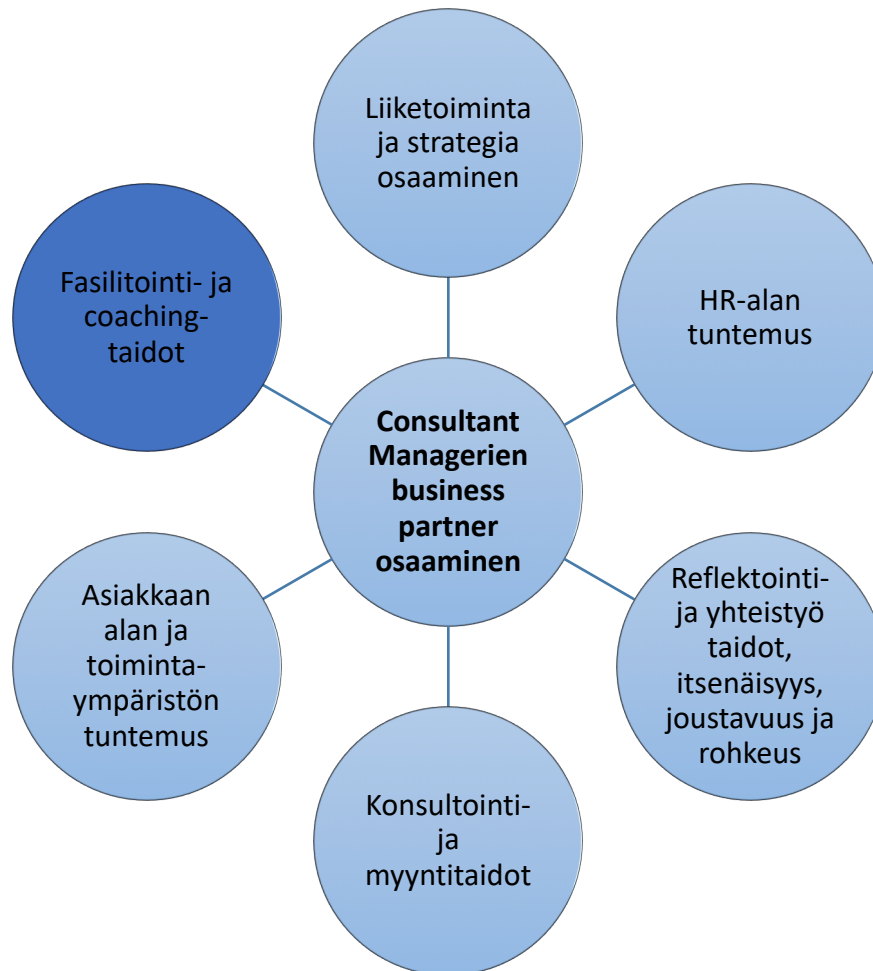 Liiketoiminta
ja strategia
osaaminen
Fasilitointi- ja
coaching-
taidot
HR-alan
tuntemus
Consultant
Managerien
business
partner
osaaminen
Asiakkaan
alan ja
toiminta-
ympäristön
tuntemus
Reflektointi-
ja yhteistyö
taidot,
itsenäisyys,
joustavuus ja
rohkeus
Konsultointi-
ja
myyntitaidot